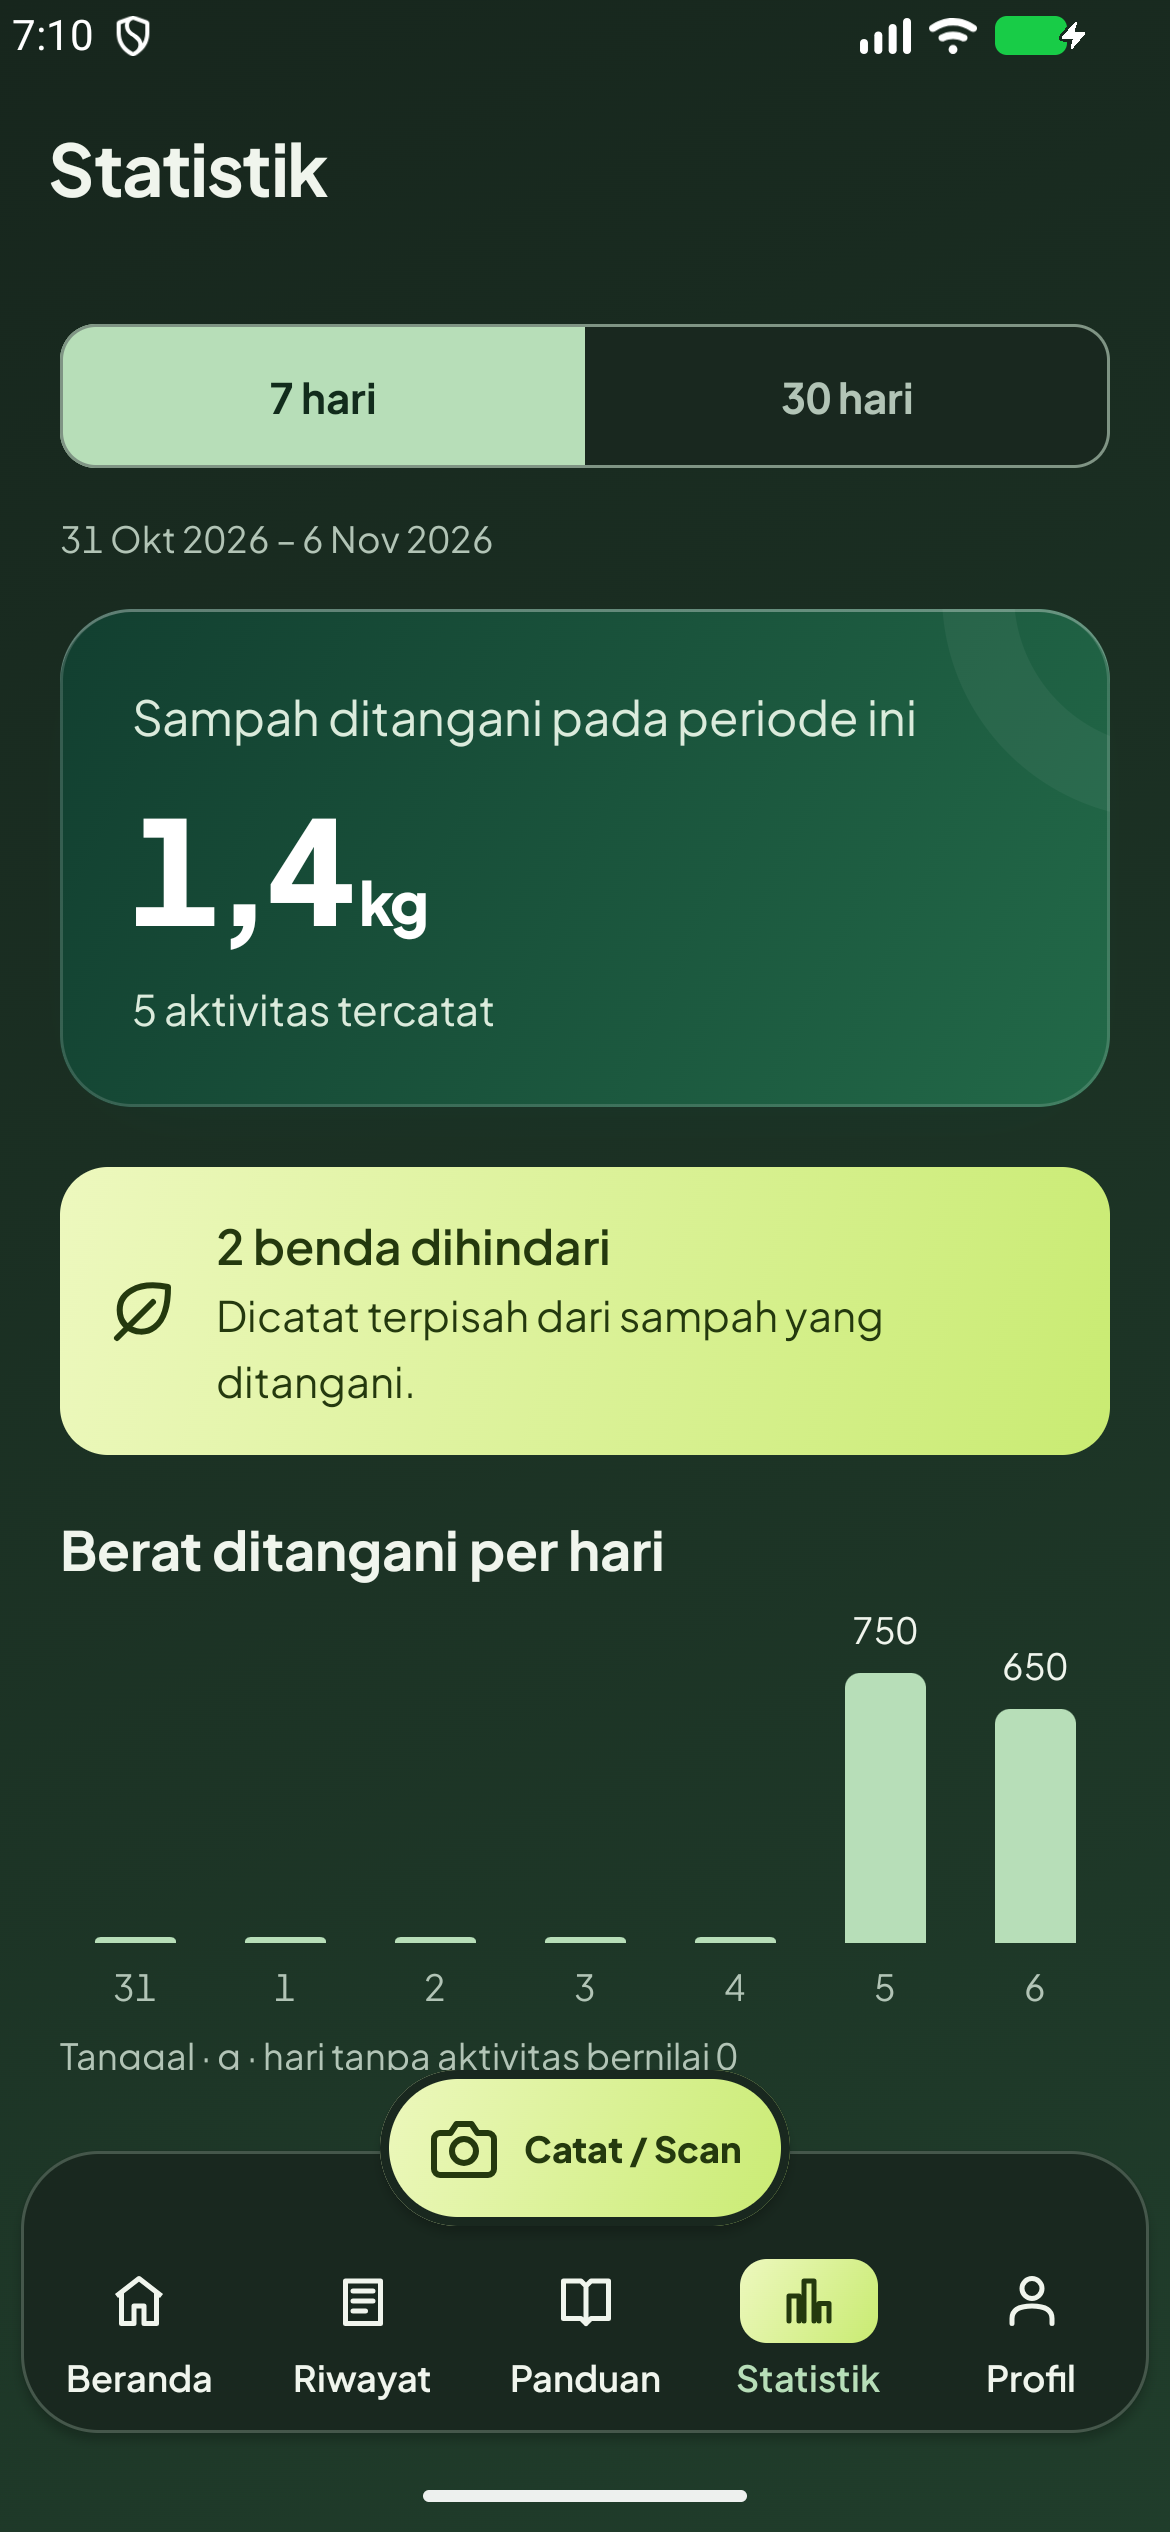 7:10
Statistik
7 hari
30 hari
31 Okt 2026 – 6 Nov 2026
Sampah ditangani pada periode ini
1,4 kg
5 aktivitas tercatat
2 benda dihindari
Dicatat terpisah dari sampah yang
ditangani.
Berat ditangani per hari
750
650
31 1 2 3 4 5 6
Tanggal · g · hari tanpa aktivitas bernilai 0
Catat / Scan
Beranda Riwayat Panduan Statistik Profil